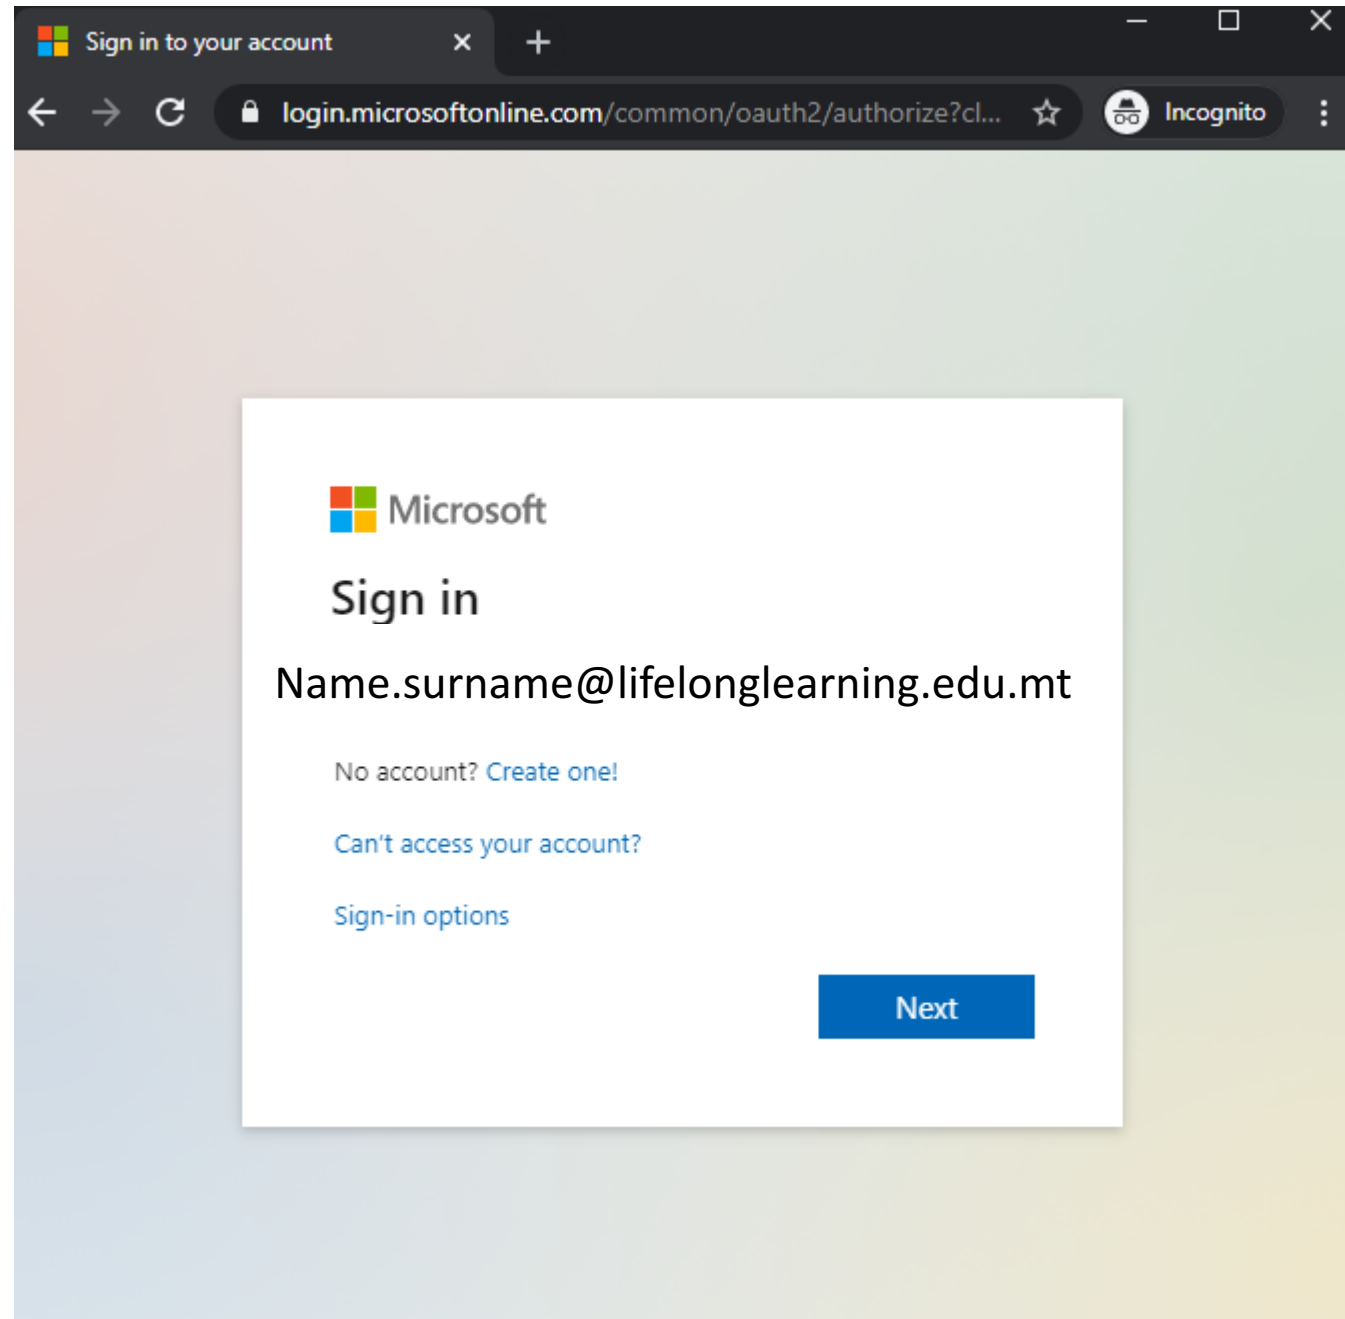 Sign in to your account
login.microsoftonline.com/common/oauth2/authorize?cl... Incognito
Microsoft
Sign in
Name.surname@lifelonglearning.edu.mt
No account? Create one!
Can't access your account?
Sign-in options
Next